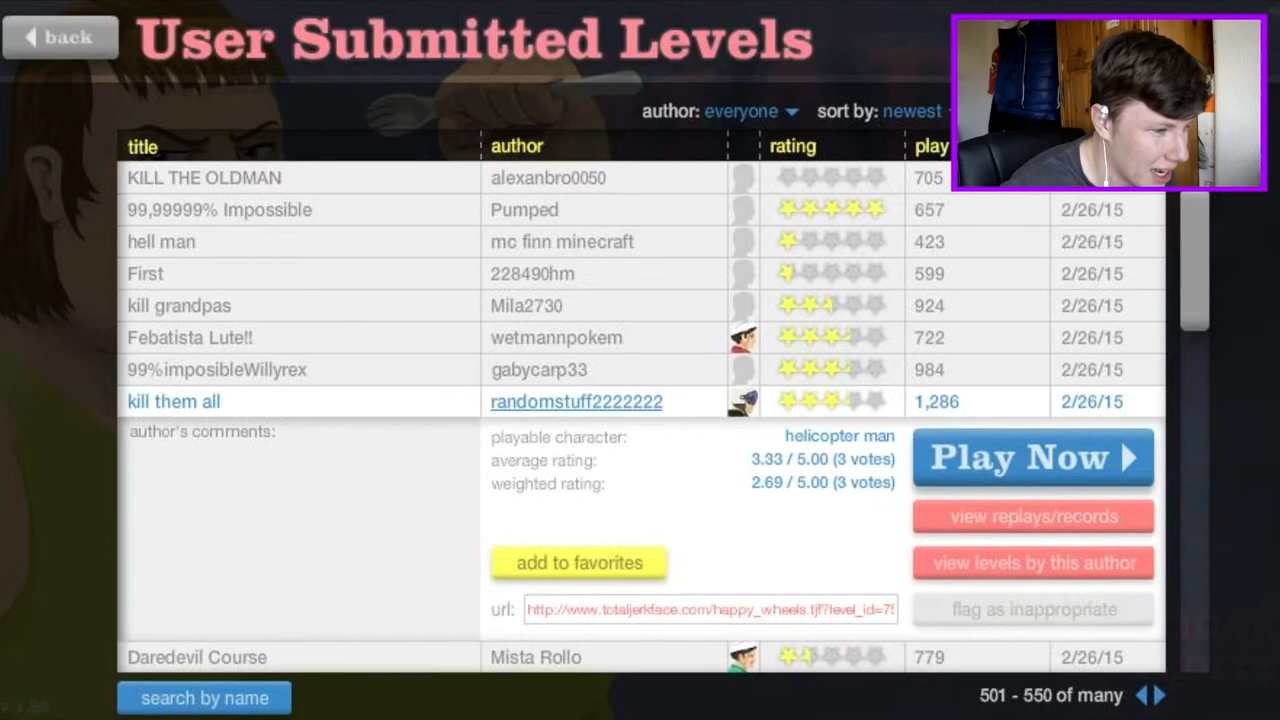 back
User Submitted Levels
author: everyone sort by: newest
title author rating play
KILL THE OLDMAN alexanbro0050 705
99,99999% Impossible Pumped 657 2/26/15
hell man mc finn minecraft 423 2/26/15
First 228490hm 599 2/26/15
kill grandpas Mila2730 924 2/26/15
Febatista Lute!! wetmannpokem 722 2/26/15
99%imposibleWillyrex gabycarp33 984 2/26/15
kill them all randomstuff2222222 1,286 2/26/15
author's comments:
playable character: helicopter man
average rating: 3.33 / 5.00 (3 votes)
weighted rating: 2.69 / 5.00 (3 votes)
Play Now
view replays/records
add to favorites
view levels by this author
url: http://www.totaljerkface.com/happy_wheels.tjf?level_id=75
flag as inappropriate
Daredevil Course Mista Rollo 779 2/26/15
search by name
501 - 550 of many